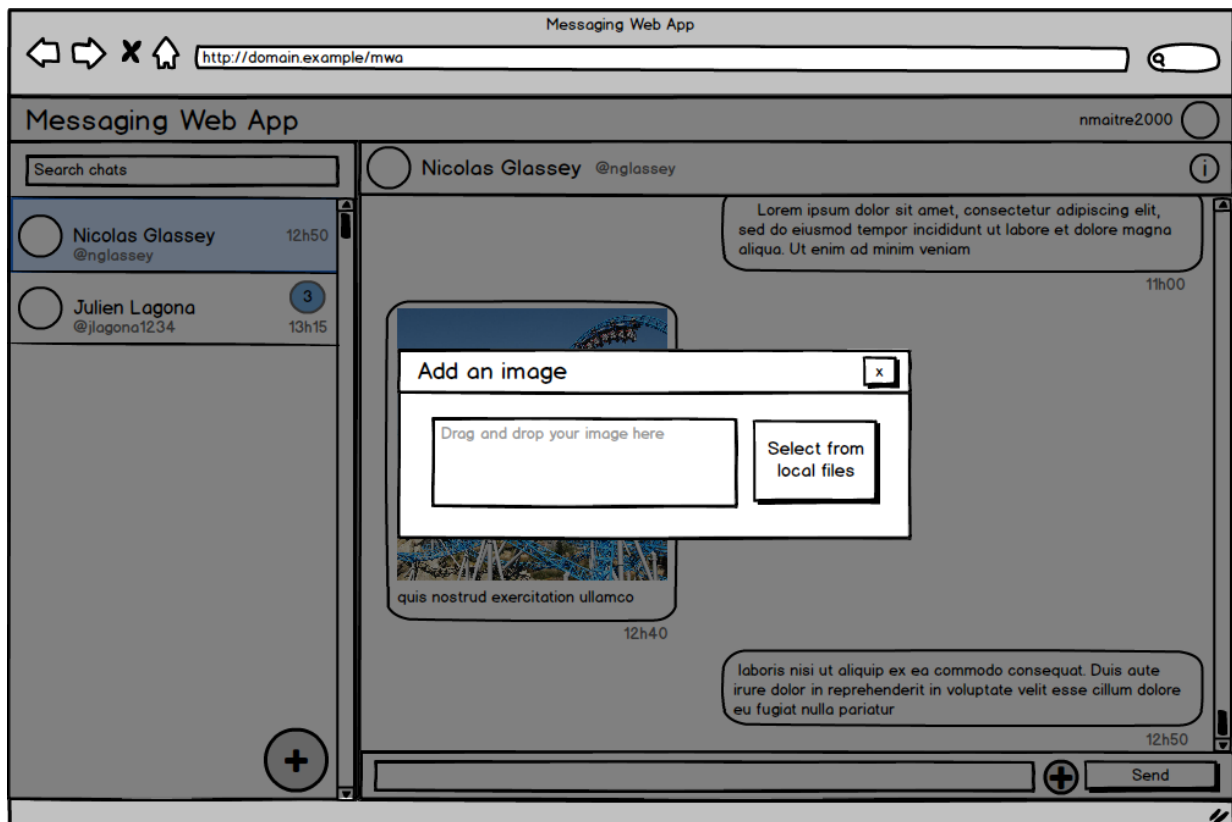 Messaging Web App
http://domain.example/mwa
Messaging Web App
nmaitre2000
Search chats
Nicolas Glassey
12h50
@nglassey
3
Julien Lagona
@jlagona1234
13h15
+
Nicolas Glassey @nglassey
i
Lorem ipsum dolor sit amet, consectetur adipiscing elit,
sed do eiusmod tempor incididunt ut labore et dolore magna
aliqua. Ut enim ad minim veniam
11h00
Add an image
x
Drag and drop your image here
Select from
local files
quis nostrud exercitation ullamco
12h40
laboris nisi ut aliquip ex ea commodo consequat. Duis aute
irure dolor in reprehenderit in voluptate velit esse cillum dolore
eu fugiat nulla pariatur
12h50
+
Send